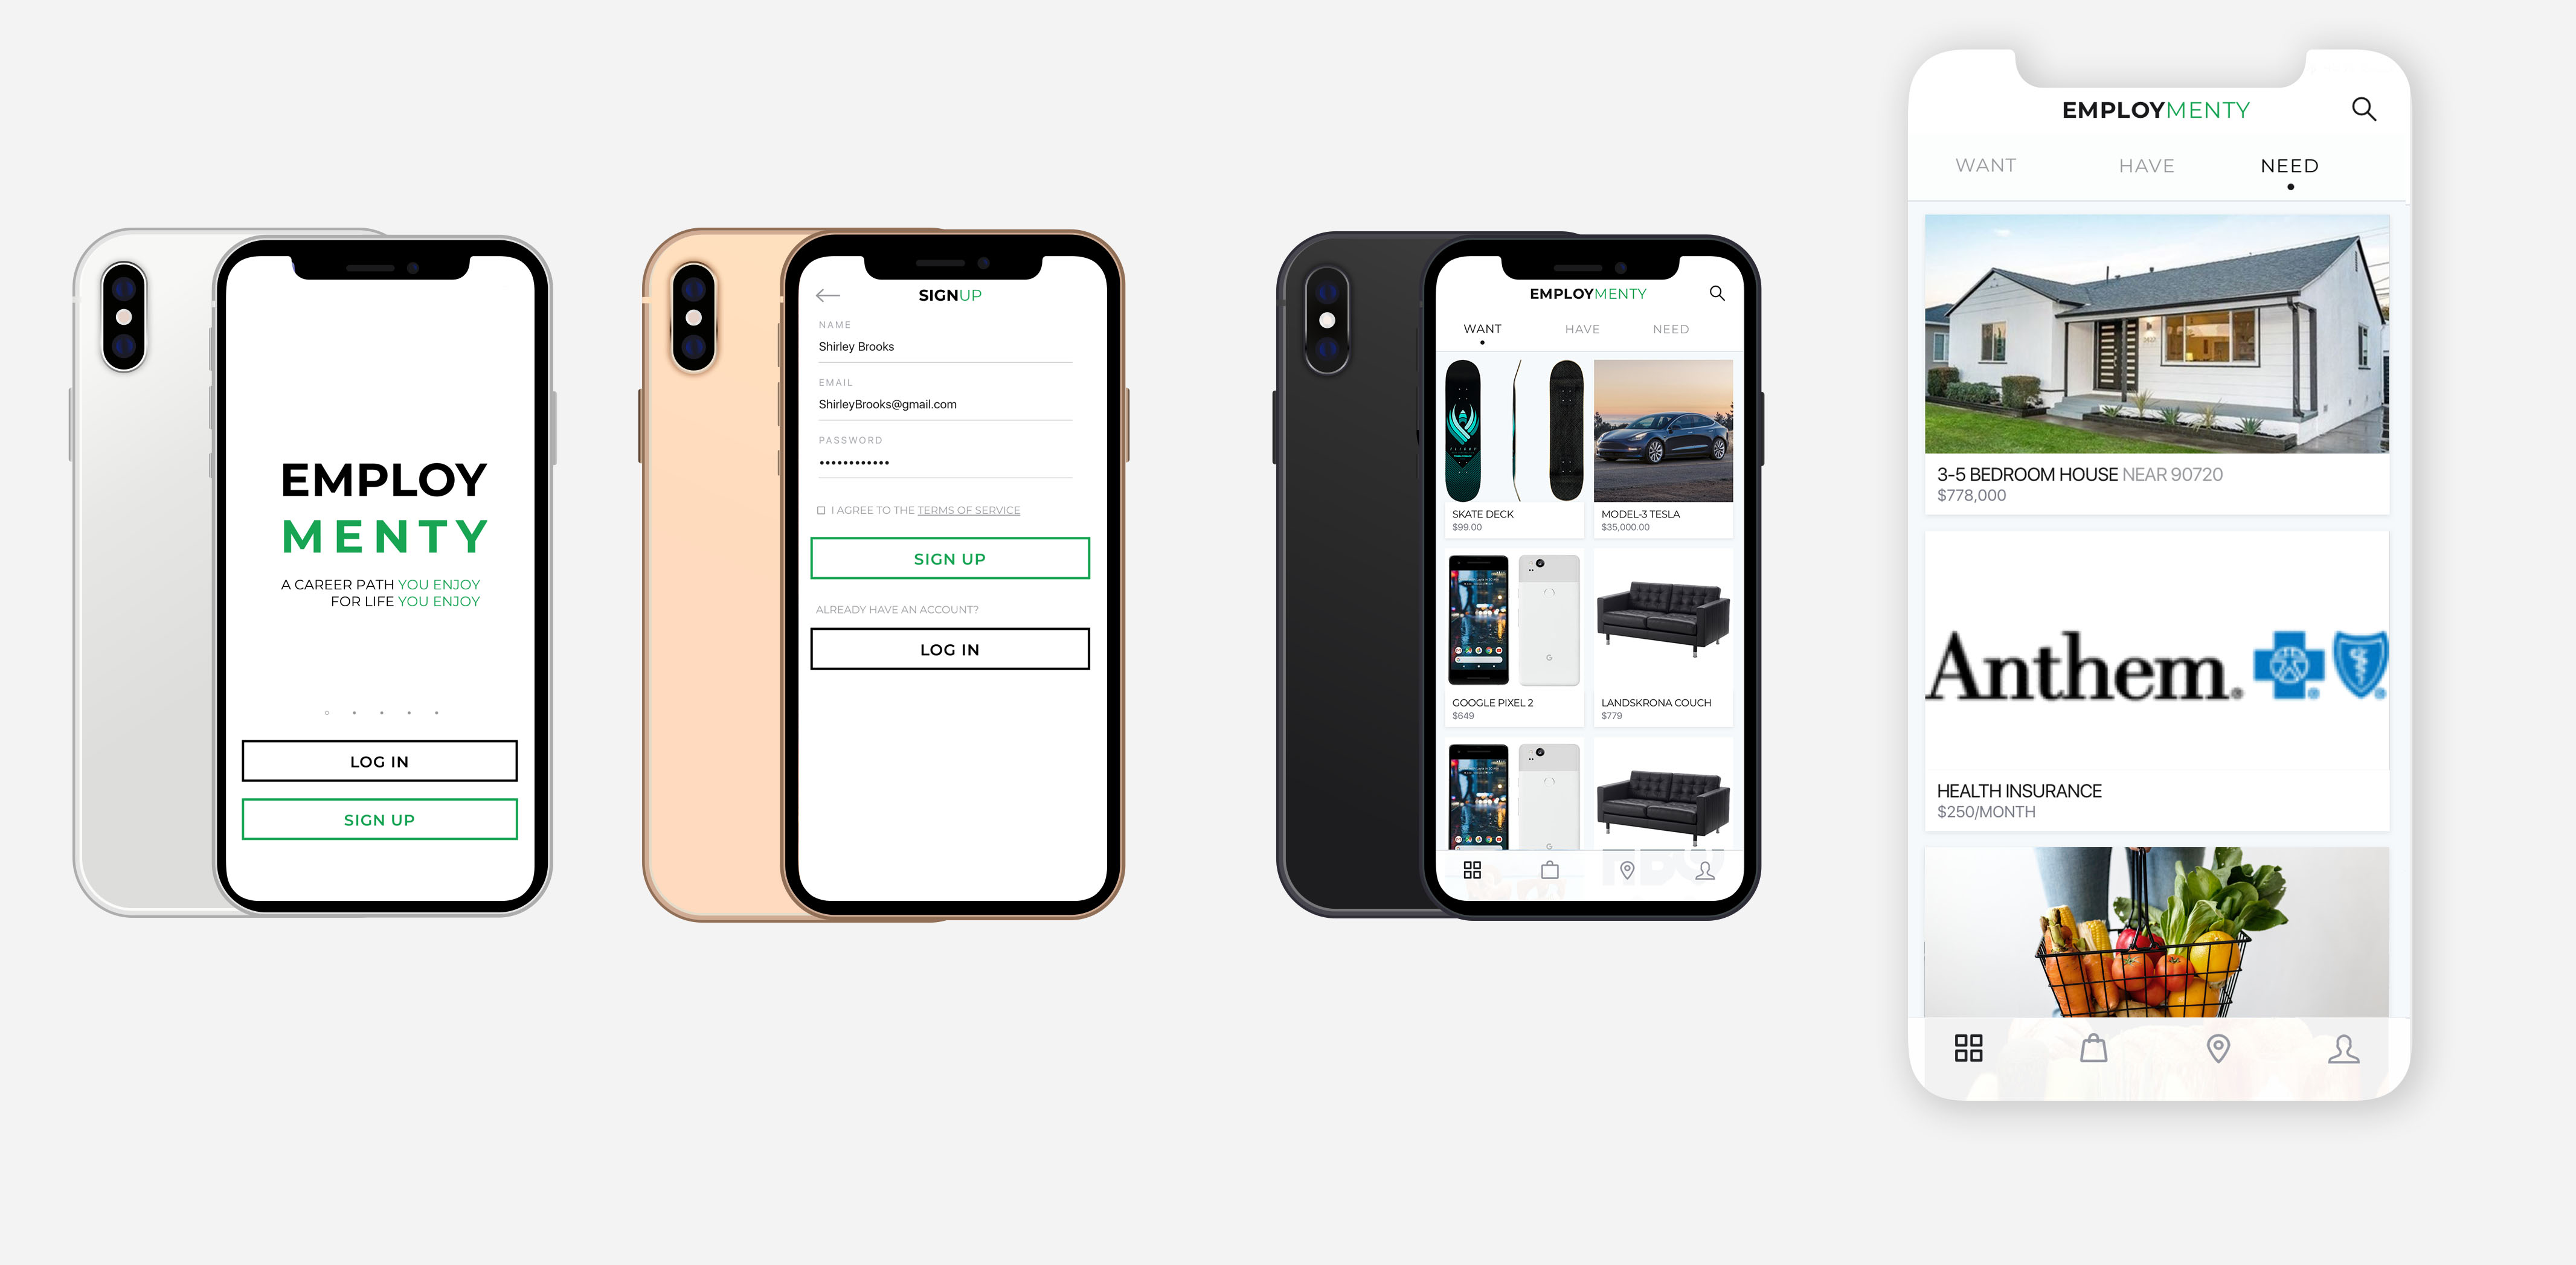 EMPLOY
MENTY
A CAREER PATH YOU ENJOY
FOR LIFE YOU ENJOY
LOG IN
SIGN UP
SIGNUP
NAME
Shirley Brooks
EMAIL
ShirleyBrooks@gmail.com
PASSWORD
I AGREE TO THE TERMS OF SERVICE
SIGN UP
ALREADY HAVE AN ACCOUNT?
LOG IN
EMPLOYMENTY
WANT HAVE NEED
SKATE DECK
$99.00
MODEL-3 TESLA
$35,000.00
GOOGLE PIXEL 2
$649
LANDSKRONA COUCH
$779
HBO
EMPLOYMENTY
WANT HAVE NEED
3-5 BEDROOM HOUSE NEAR 90720
$778,000
Anthem.
HEALTH INSURANCE
$250/MONTH